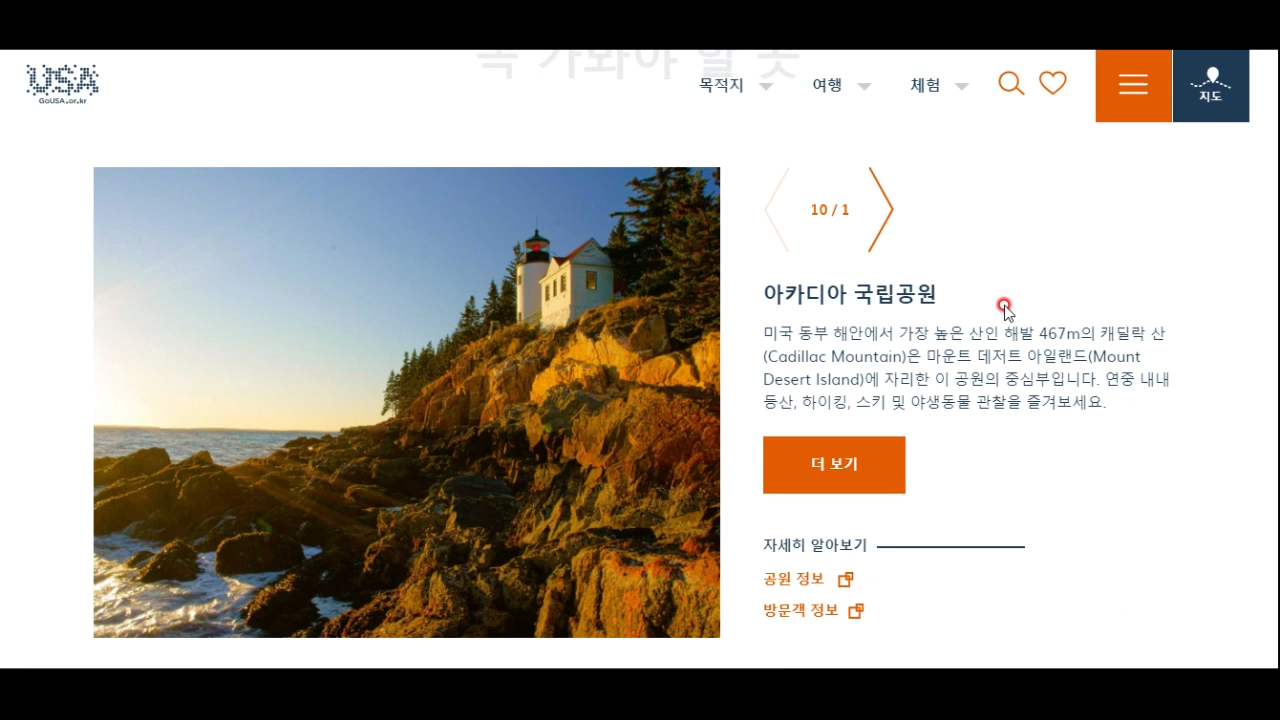 꼭 가봐야 할 곳
USA
GoUSA.or.kr
목적지
여행
체험
지도
10 / 1
아카디아 국립공원
미국 동부 해안에서 가장 높은 산인 해발 467m의 캐딜락 산
(Cadillac Mountain)은 마운트 데저트 아일랜드(Mount
Desert Island)에 자리한 이 공원의 중심부입니다. 연중 내내
등산, 하이킹, 스키 및 야생동물 관찰을 즐겨보세요.
더 보기
자세히 알아보기
공원 정보
방문객 정보